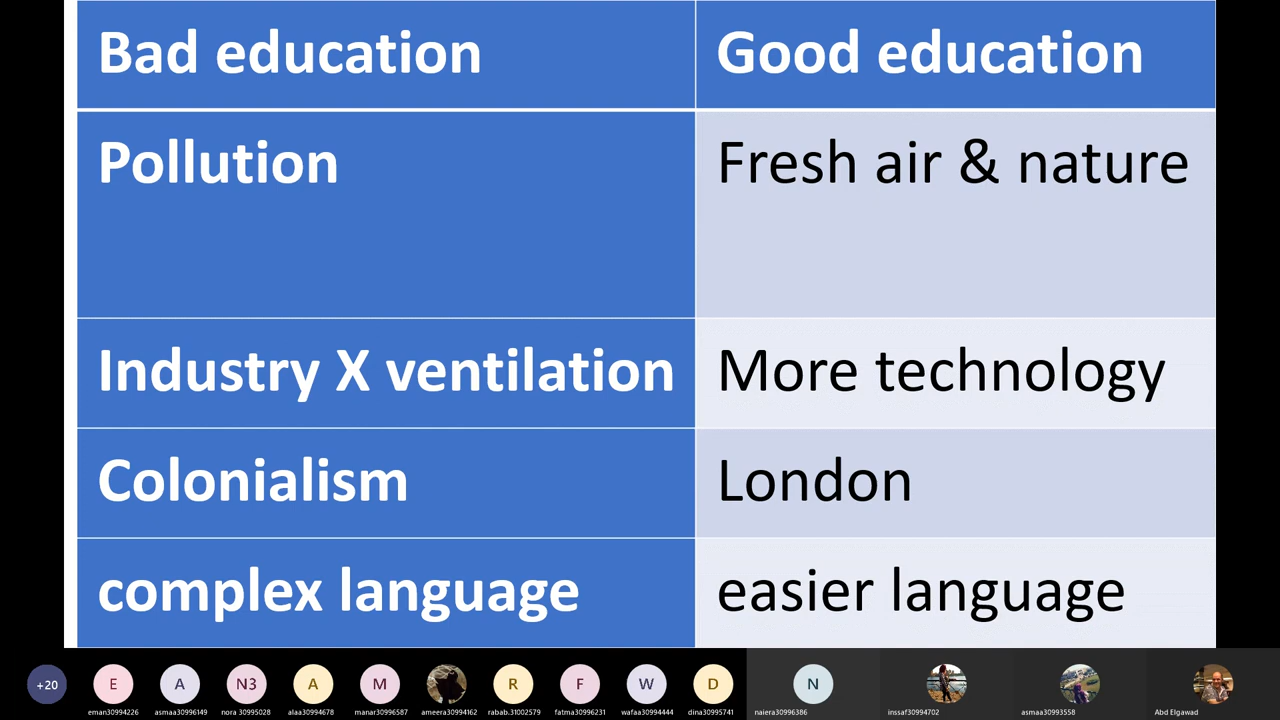 Bad education
Good education
Pollution
Fresh air & nature
Industry X ventilation
More technology
Colonialism
London
complex language
easier language
+20
E
A
N3
A
M
R
F
W
D
N
eman30994226
asmaa30996149
nora 30995028
alaa30994678
manar30996587
ameera30994162
rabab.31002579
fatma30996231
wafaa30994444
dina30995741
naiera30996386
inssaf30994702
asmaa30993558
Abd Elgawad